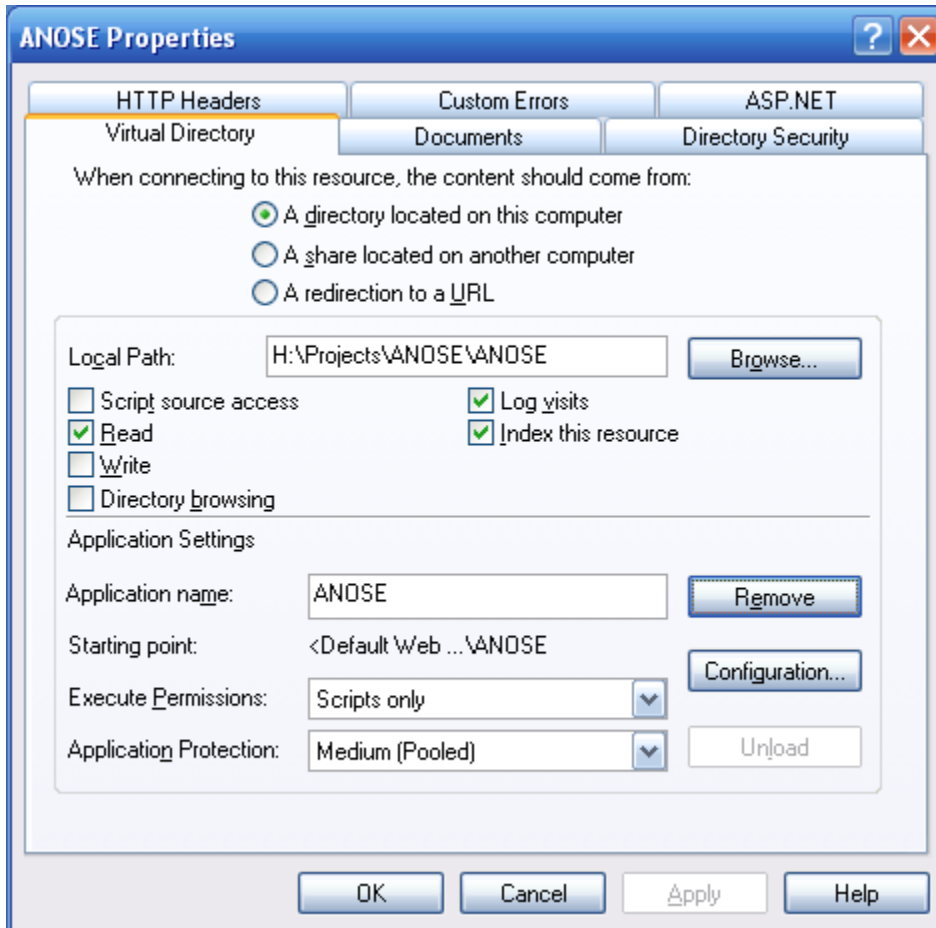 ANOSE Properties
HTTP Headers
Custom Errors
ASP.NET
Virtual Directory
Documents
Directory Security
When connecting to this resource, the content should come from:
A directory located on this computer
A share located on another computer
A redirection to a URL
Local Path:
H:\Projects\ANOSE\ANOSE
Browse...
Script source access
Log visits
Read
Index this resource
Write
Directory browsing
Application Settings
Application name:
ANOSE
Remove
Starting point:
<Default Web ...\ANOSE
Configuration...
Execute Permissions:
Scripts only
Application Protection:
Medium (Pooled)
Unload
OK
Cancel
Apply
Help